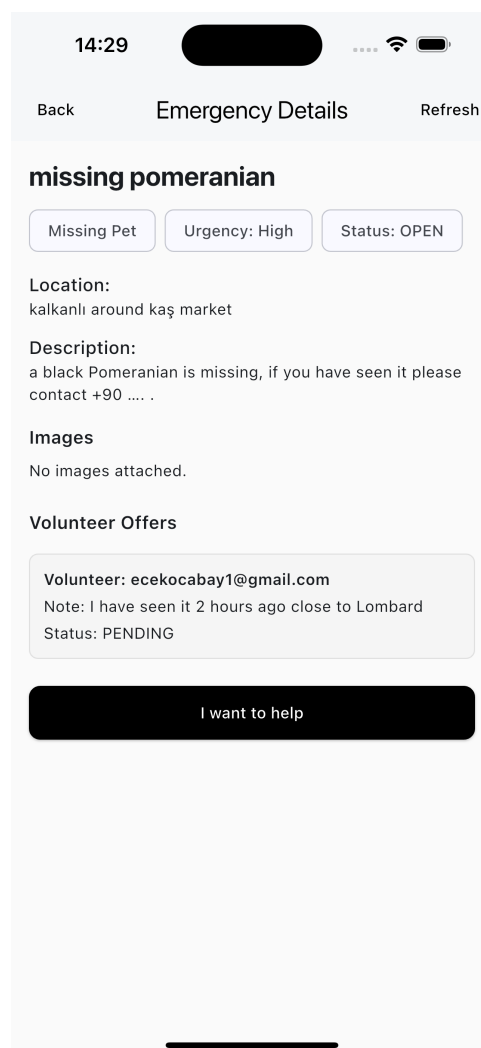 14:29
Back
Emergency Details
Refresh
missing pomeranian
Missing Pet
Urgency: High
Status: OPEN
Location:
kalkanlı around kaş market
Description:
a black Pomeranian is missing, if you have seen it please
contact +90 .... .
Images
No images attached.
Volunteer Offers
Volunteer: ecekocabay1@gmail.com
Note: I have seen it 2 hours ago close to Lombard
Status: PENDING
I want to help